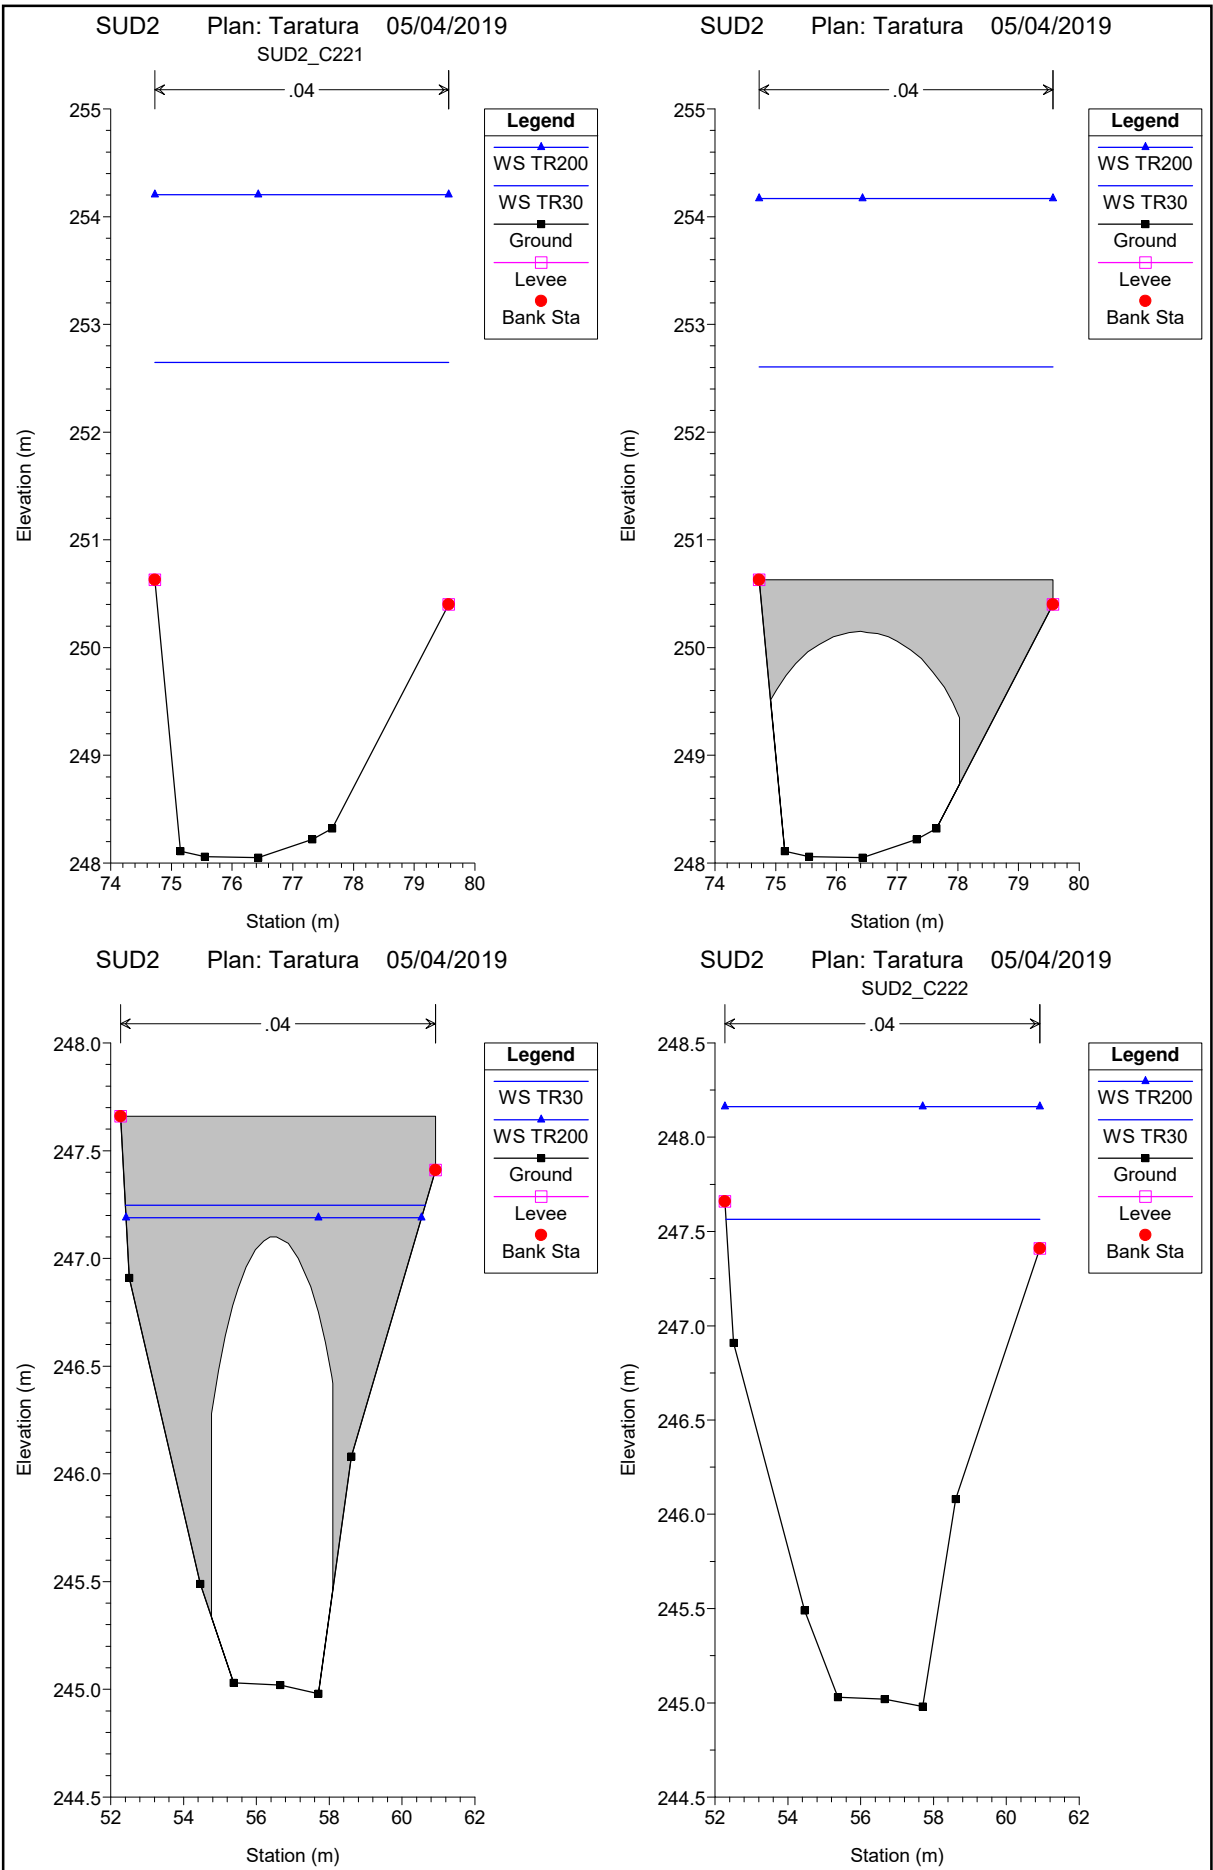 SUD2 Plan: Taratura 05/04/2019
SUD2_C221
.04
Legend
WS TR200
WS TR30
Ground
Levee
Bank Sta
255
254
253
252
251
250
249
248
Elevation (m)
74 75 76 77 78 79 80
Station (m)
SUD2 Plan: Taratura 05/04/2019
.04
Legend
WS TR200
WS TR30
Ground
Levee
Bank Sta
255
254
253
252
251
250
249
248
Elevation (m)
74 75 76 77 78 79 80
Station (m)
SUD2 Plan: Taratura 05/04/2019
.04
Legend
WS TR30
WS TR200
Ground
Levee
Bank Sta
248.0
247.5
247.0
246.5
246.0
245.5
245.0
244.5
Elevation (m)
52 54 56 58 60 62
Station (m)
SUD2 Plan: Taratura 05/04/2019
SUD2_C222
.04
Legend
WS TR200
WS TR30
Ground
Levee
Bank Sta
248.5
248.0
247.5
247.0
246.5
246.0
245.5
245.0
244.5
Elevation (m)
52 54 56 58 60 62
Station (m)